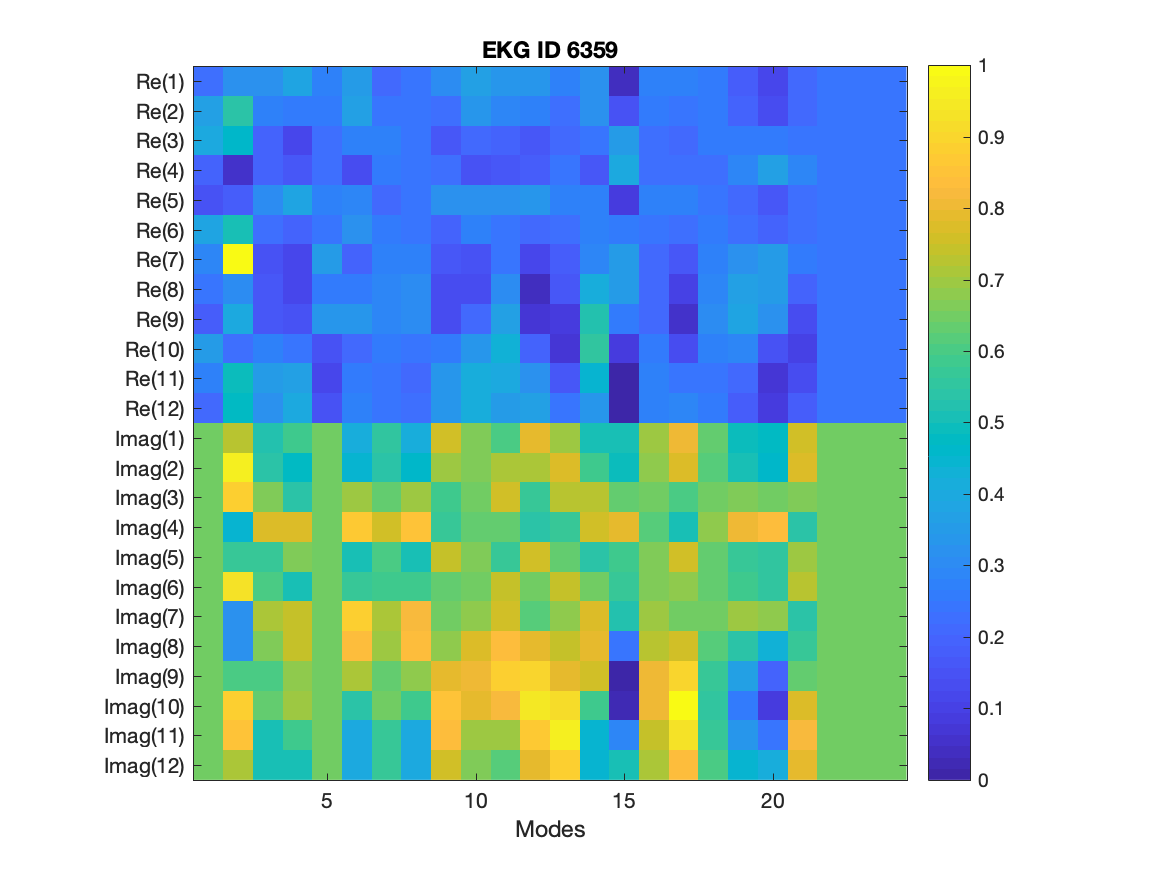 EKG ID 6359
Re(1)
Re(2)
Re(3)
Re(4)
Re(5)
Re(6)
Re(7)
Re(8)
Re(9)
Re(10)
Re(11)
Re(12)
Imag(1)
Imag(2)
Imag(3)
Imag(4)
Imag(5)
Imag(6)
Imag(7)
Imag(8)
Imag(9)
Imag(10)
Imag(11)
Imag(12)
5 10 15 20
Modes
1
0.9
0.8
0.7
0.6
0.5
0.4
0.3
0.2
0.1
0